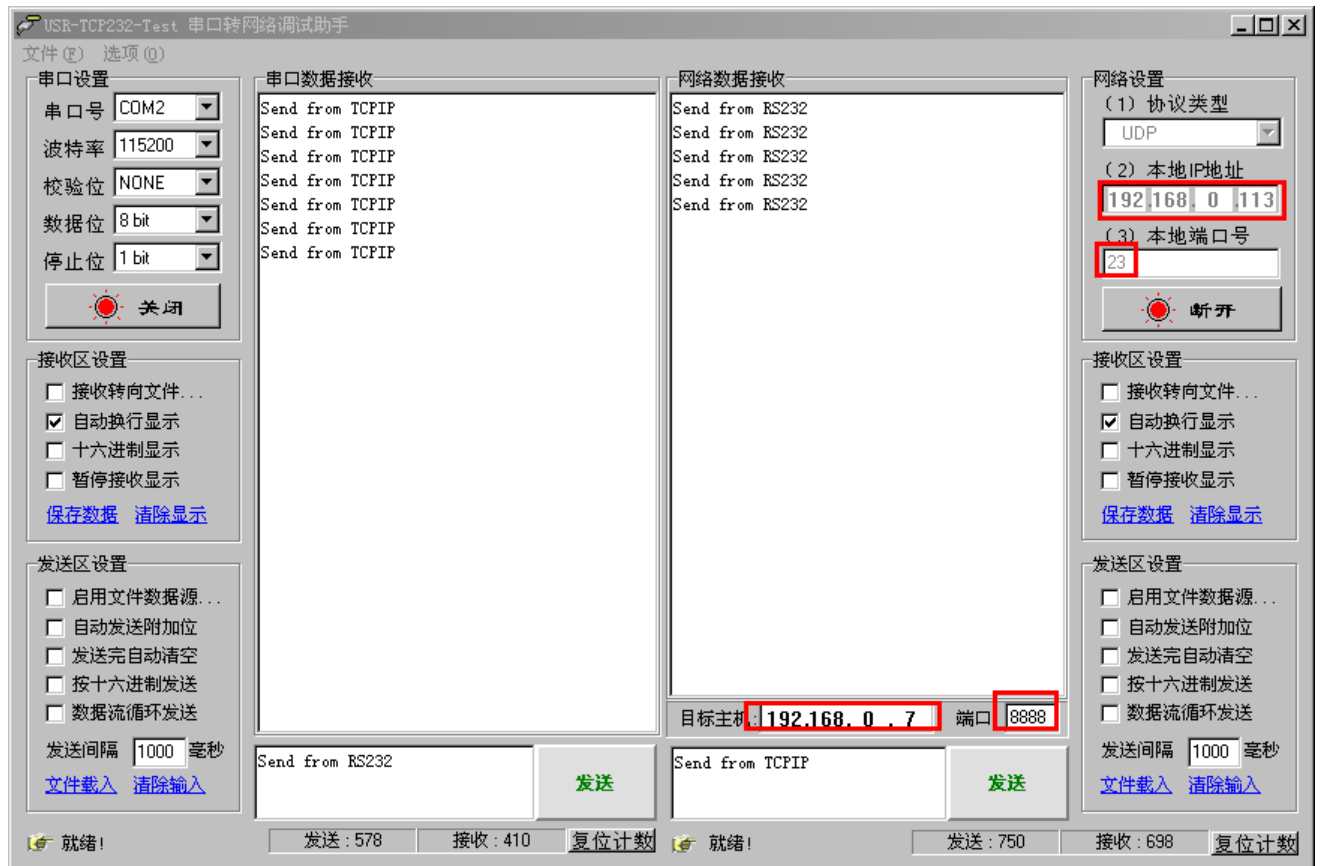 USR-TCP232-Test 串口转网络调试助手
文件(F) 选项(O)
串口设置
串口号 COM2
波特率 115200
校验位 NONE
数据位 8 bit
停止位 1 bit
关闭
接收区设置
接收转向文件...
自动换行显示
十六进制显示
暂停接收显示
保存数据 清除显示
发送区设置
启用文件数据源...
自动发送附加位
发送完自动清空
按十六进制发送
数据流循环发送
发送间隔 1000 毫秒
文件载入 清除输入
就绪!
串口数据接收
Send from TCPIP
Send from TCPIP
Send from TCPIP
Send from TCPIP
Send from TCPIP
Send from TCPIP
Send from TCPIP
Send from RS232
发送
发送 : 578 接收 : 410 复位计数
网络数据接收
Send from RS232
Send from RS232
Send from RS232
Send from RS232
Send from RS232
目标主机: 192.168. 0 . 7 端口 8888
Send from TCPIP
发送
就绪!
发送 : 750 接收 : 698 复位计数
网络设置
(1) 协议类型
UDP
(2) 本地IP地址
192.168. 0 .113
(3) 本地端口号
23
断开
接收区设置
接收转向文件...
自动换行显示
十六进制显示
暂停接收显示
保存数据 清除显示
发送区设置
启用文件数据源...
自动发送附加位
发送完自动清空
按十六进制发送
数据流循环发送
发送间隔 1000 毫秒
文件载入 清除输入